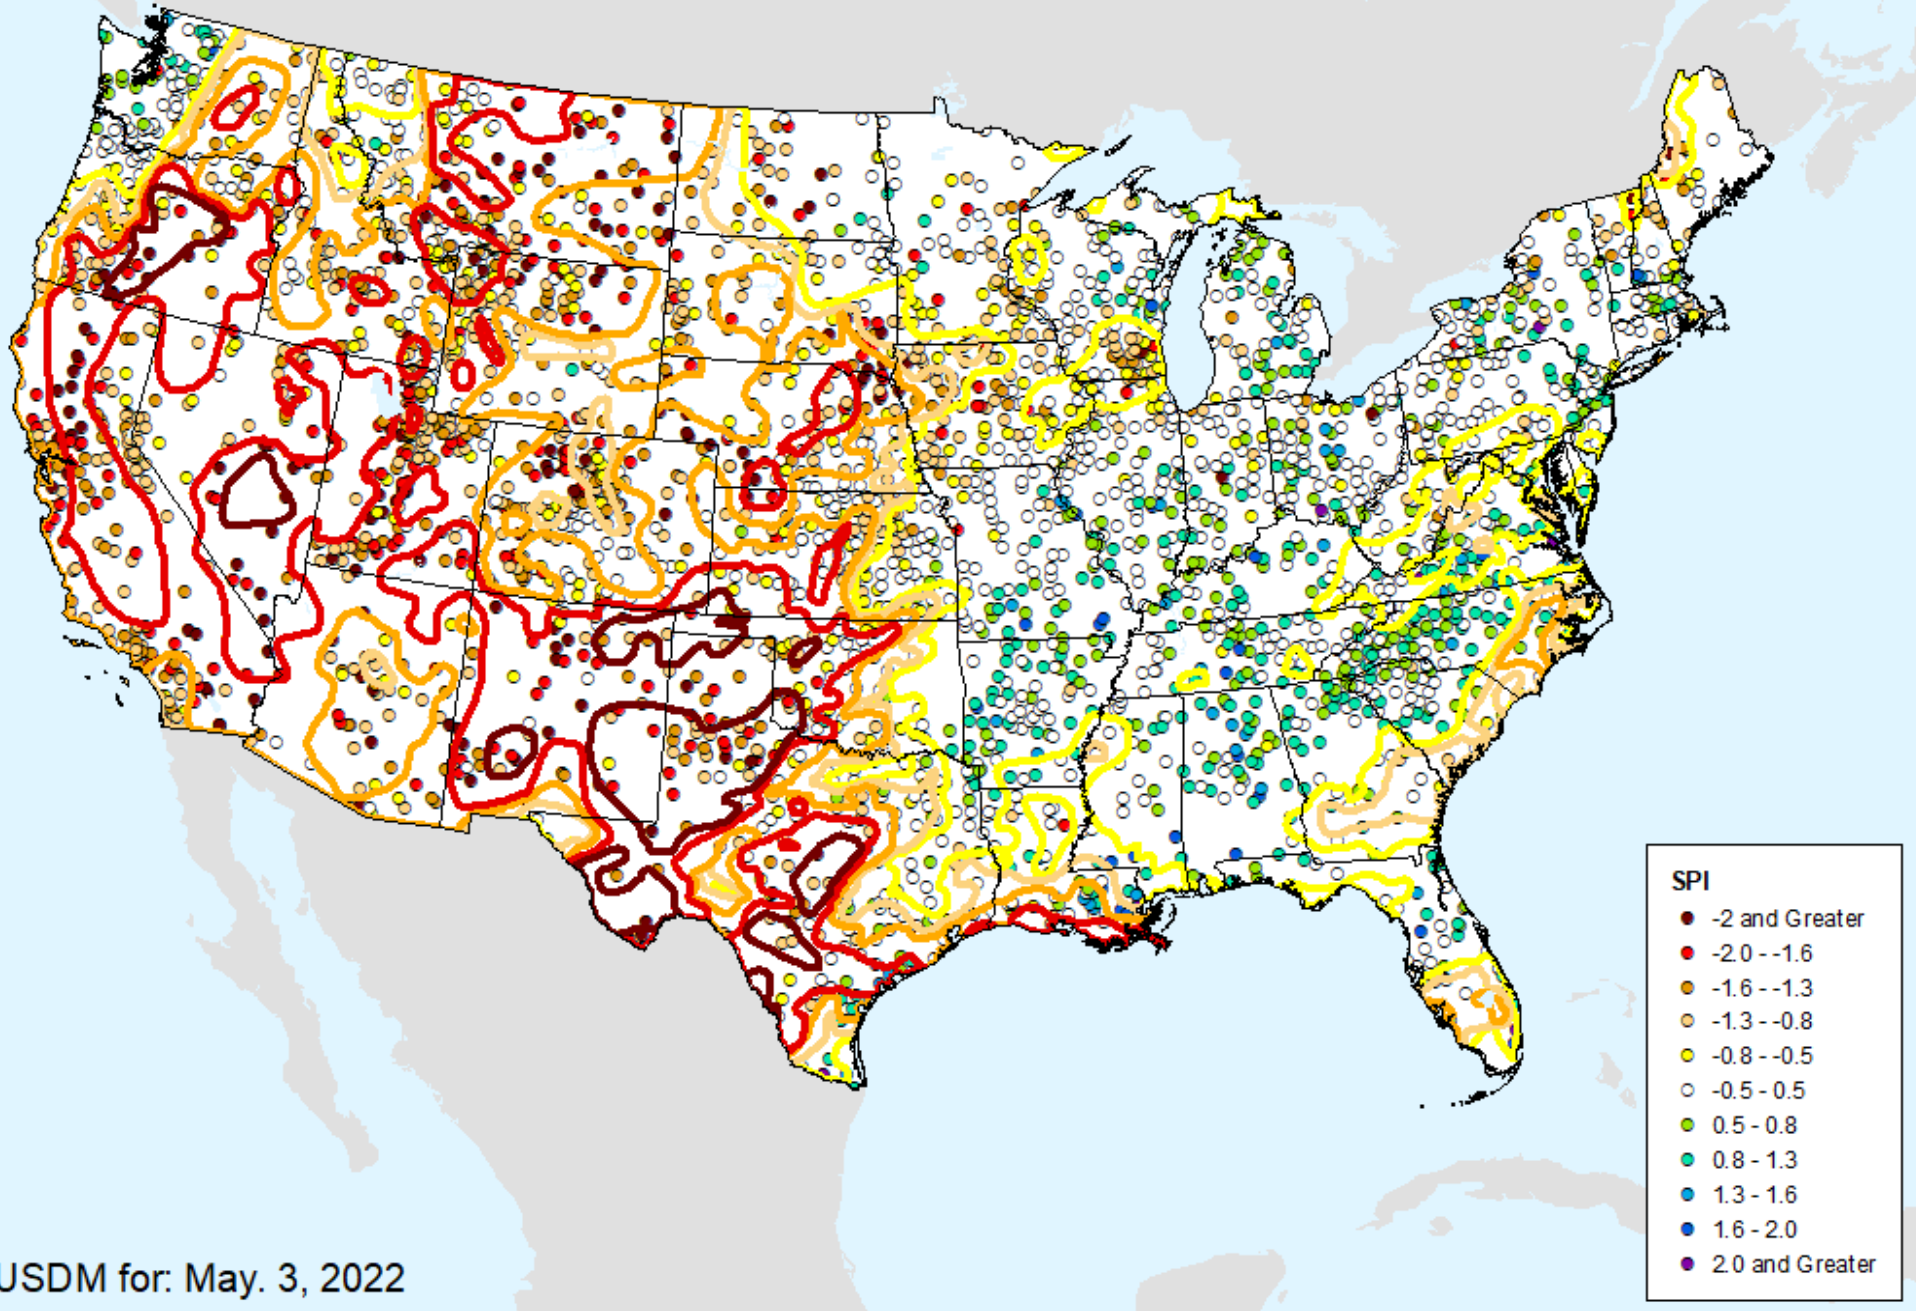 SPI
-2 and Greater
-2.0 - -1.6
-1.6 - -1.3
-1.3 - -0.8
-0.8 - -0.5
-0.5 - 0.5
0.5 - 0.8
0.8 - 1.3
1.3 - 1.6
1.6 - 2.0
2.0 and Greater
USDM for: May. 3, 2022